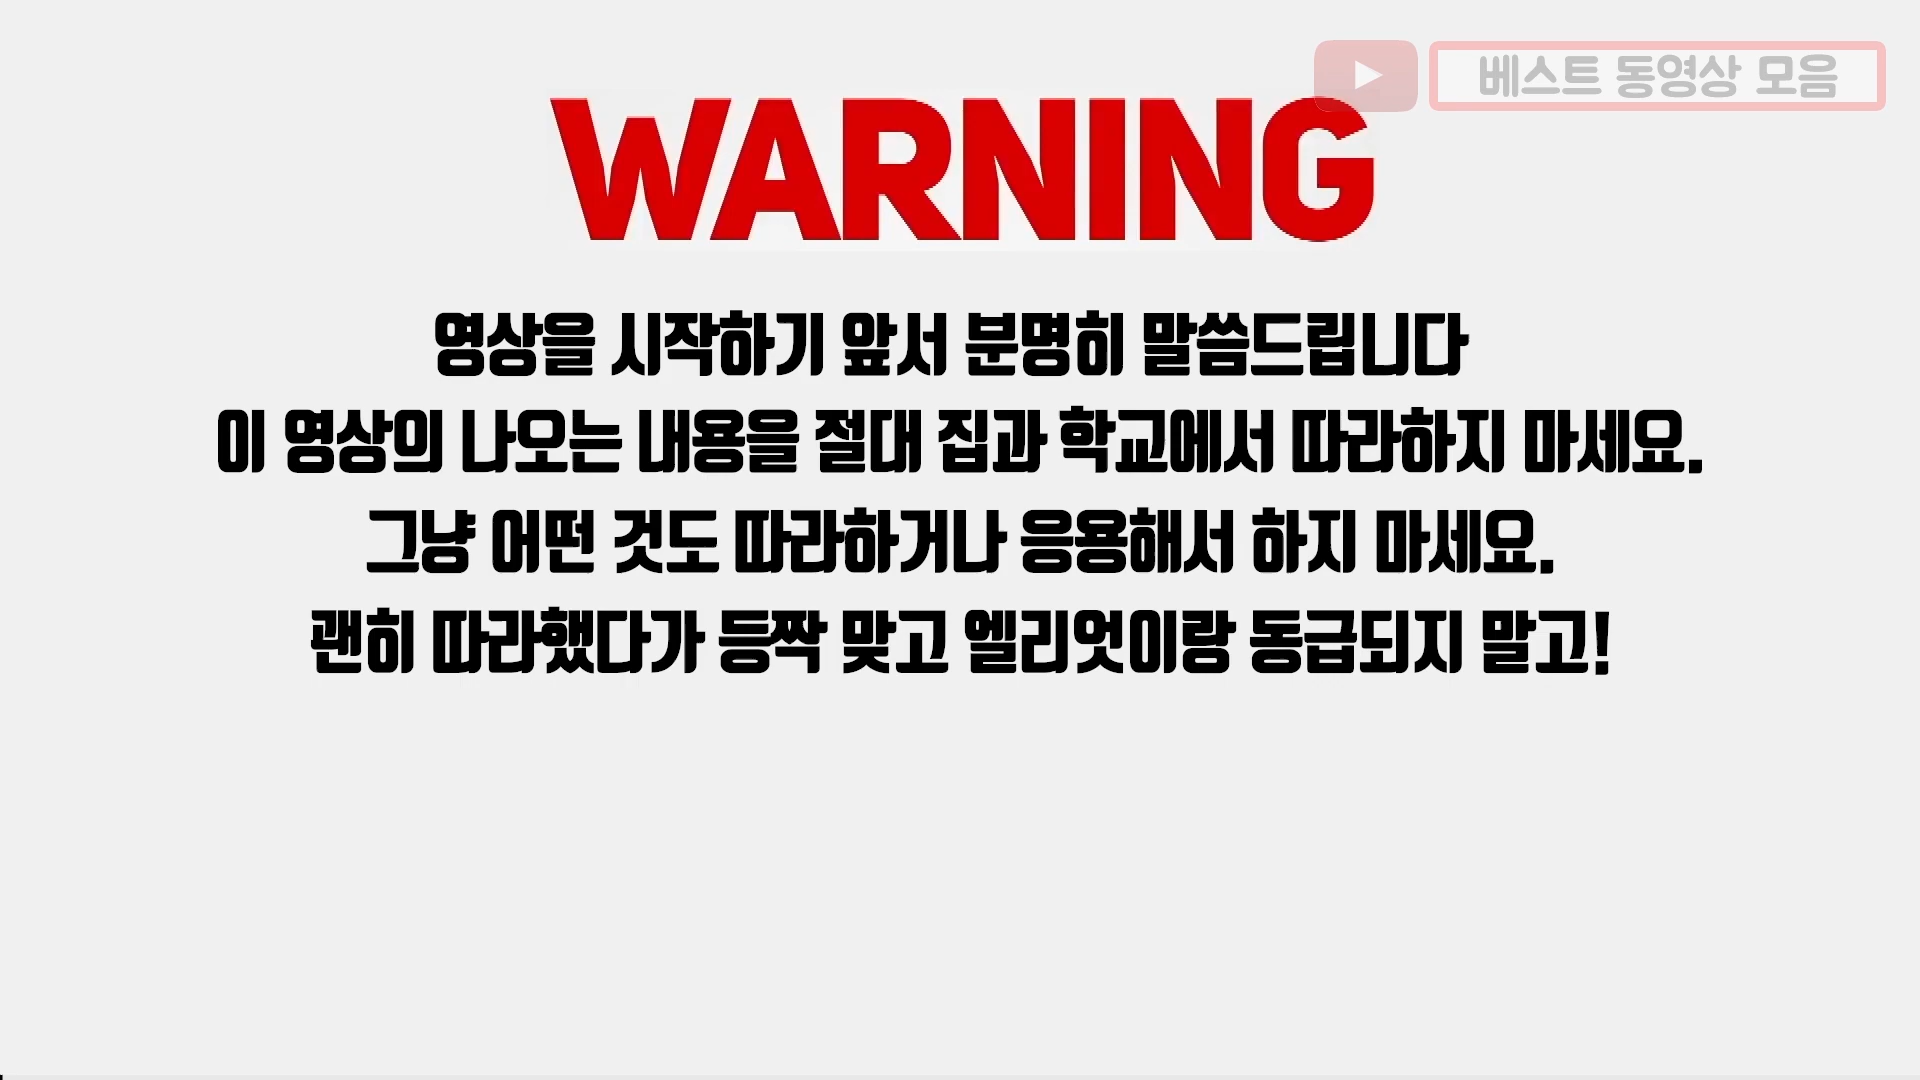 베스트 동영상 모음
WARNING
영상을 시작하기 앞서 분명히 말씀드립니다
이 영상의 나오는 내용을 절대 집과 학교에서 따라하지 마세요.
그냥 어떤 것도 따라하거나 응용해서 하지 마세요.
괜히 따라했다가 등짝 맞고 엘리엇이랑 동급되지 말고!